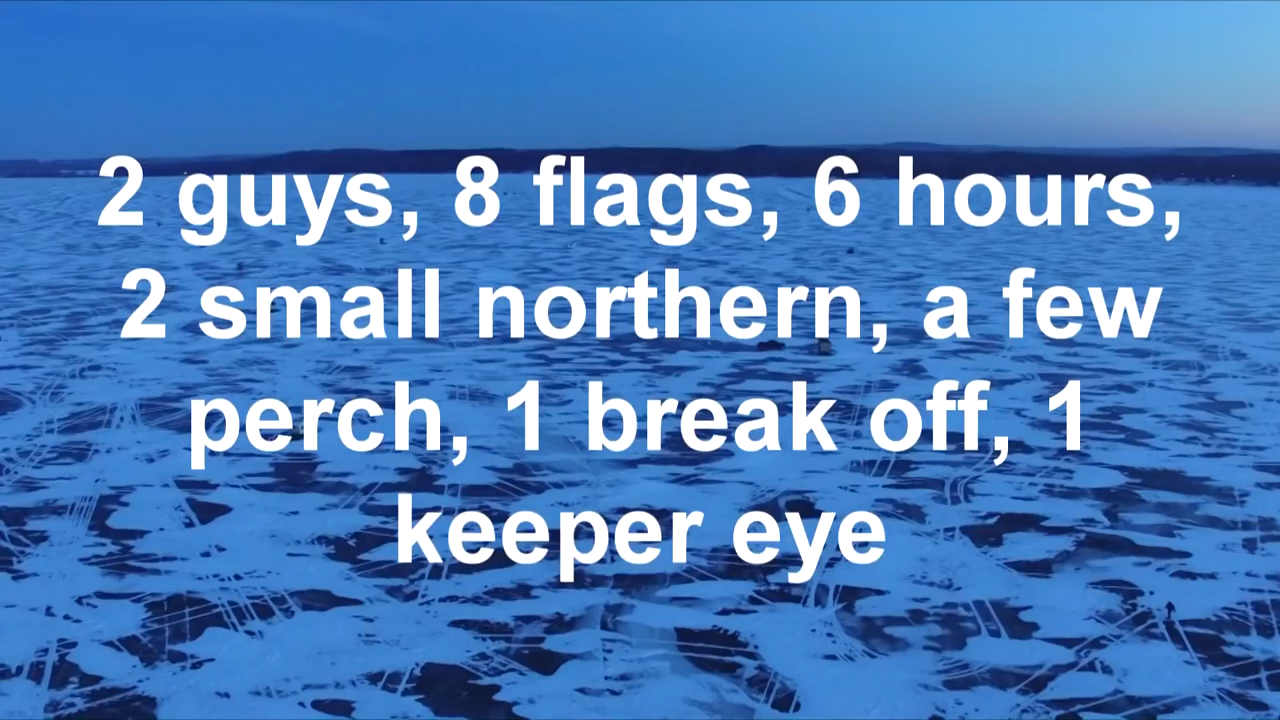 2 guys, 8 flags, 6 hours,
2 small northern, a few
perch, 1 break off, 1
keeper eye